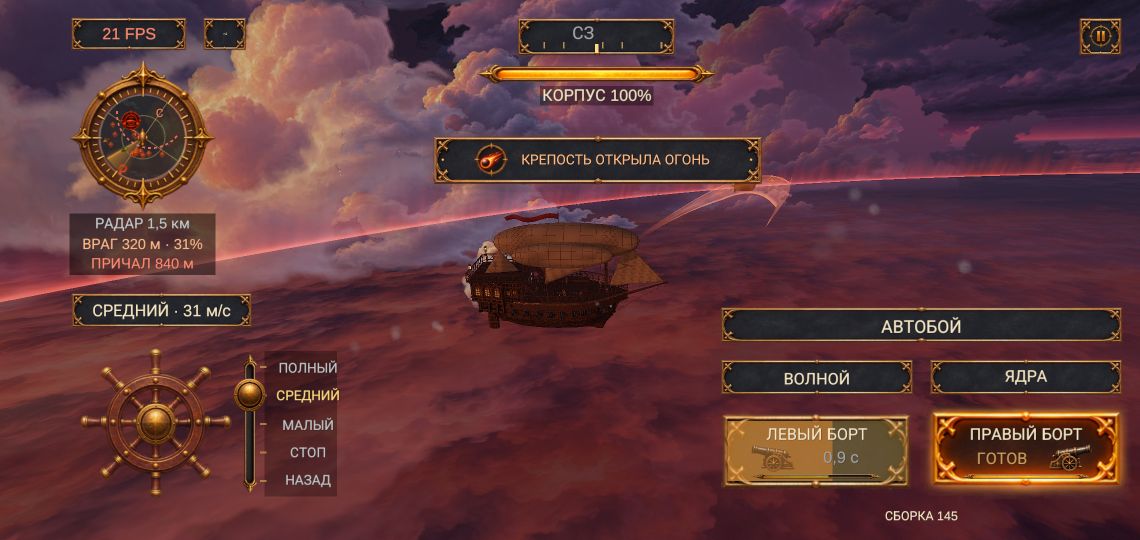 21 FPS
СЗ
КОРПУС 100%
КРЕПОСТЬ ОТКРЫЛА ОГОНЬ
С
РАДАР 1,5 км
ВРАГ 320 м · 31%
ПРИЧАЛ 840 м
СРЕДНИЙ · 31 м/с
ПОЛНЫЙ
СРЕДНИЙ
МАЛЫЙ
СТОП
НАЗАД
АВТОБОЙ
ВОЛНОЙ
ЯДРА
ЛЕВЫЙ БОРТ
0,9 с
ПРАВЫЙ БОРТ
ГОТОВ
СБОРКА 145